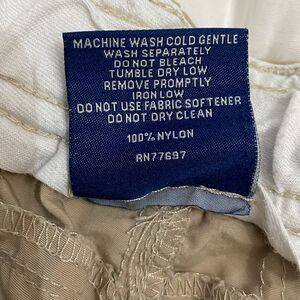 MACHINE WASH COLD GENTLE
WASH SEPARATELY
DO NOT BLEACH
TUMBLE DRY LOW
REMOVE PROMPTLY
IRON LOW
DO NOT USE FABRIC SOFTENER
DO NOT DRY CLEAN
100% NYLON
RN77697